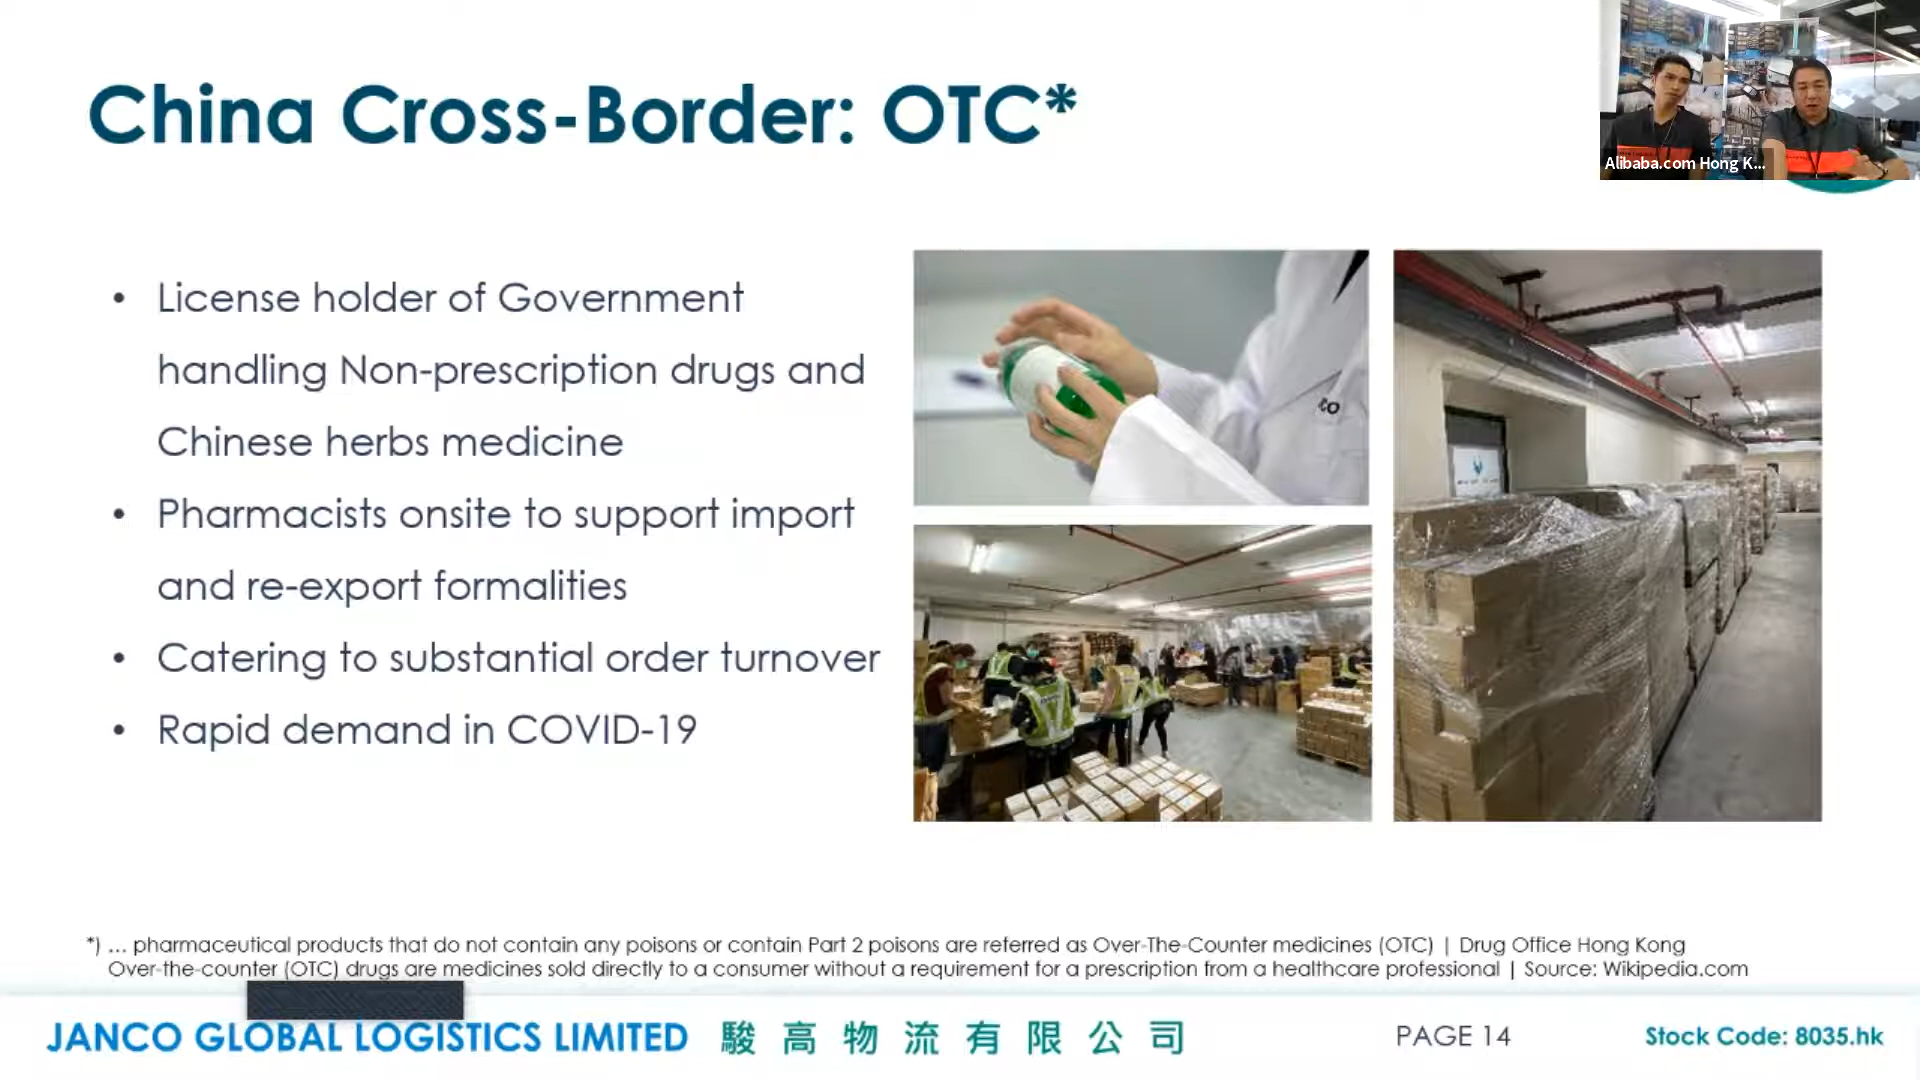 China Cross-Border: OTC*
Alibaba.com Hong K...
• License holder of Government
handling Non-prescription drugs and
Chinese herbs medicine
• Pharmacists onsite to support import
and re-export formalities
• Catering to substantial order turnover
• Rapid demand in COVID-19
*) ... pharmaceutical products that do not contain any poisons or contain Part 2 poisons are referred as Over-The-Counter medicines (OTC) | Drug Office Hong Kong
Over-the-counter (OTC) drugs are medicines sold directly to a consumer without a requirement for a prescription from a healthcare professional | Source: Wikipedia.com
JANCO GLOBAL LOGISTICS LIMITED 駿高物流有限公司 PAGE 14 Stock Code: 8035.hk